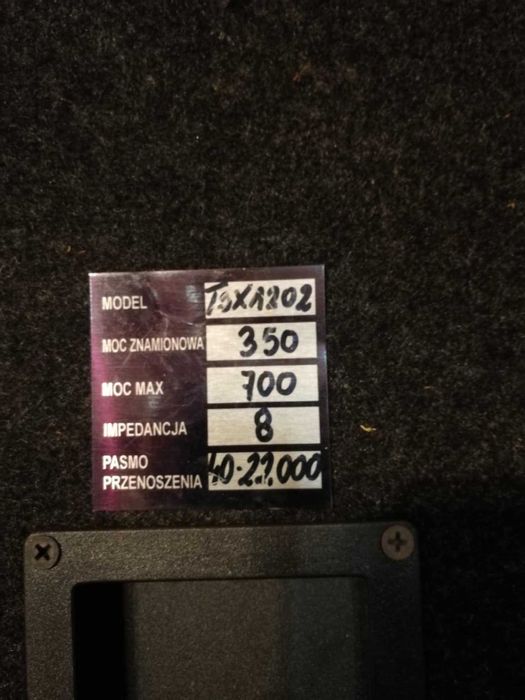 MODEL TSX1202
MOC ZNAMIONOWA 350
MOC MAX 700
IMPEDANCJA 8
PASMO
PRZENOSZENIA 40-22.000